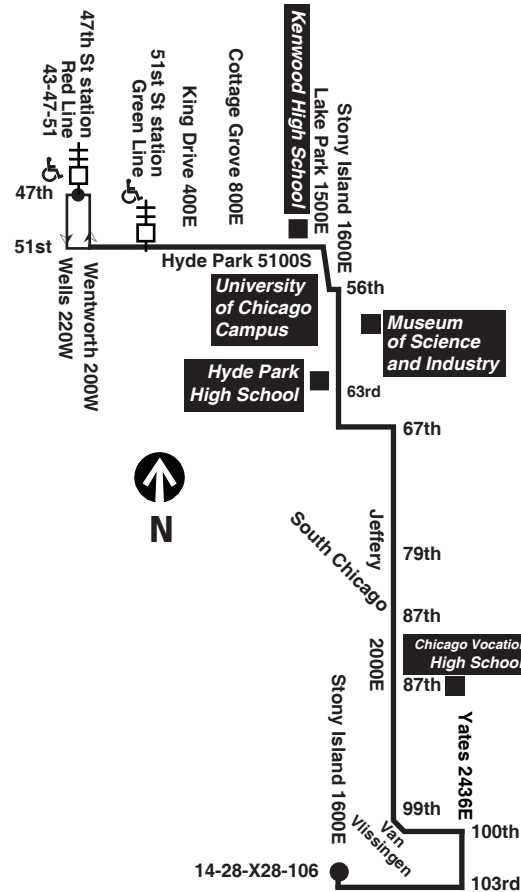 47th St station
Red Line
43-47-51
51st St station
Green Line
King Drive 400E
Cottage Grove 800E
Kenwood High School
Lake Park 1500E
Stony Island 1600E
47th
51st
Wells 220W
Wentworth 200W
Hyde Park 5100S
56th
University
of Chicago
Campus
Museum
of Science
and Industry
Hyde Park
High School
63rd
67th
N
South Chicago
Jeffery
2000E
79th
87th
Chicago Vocation
High School
87th
Stony Island 1600E
Yates 2436E
99th
Van
Vlissingen
100th
14-28-X28-106
103rd